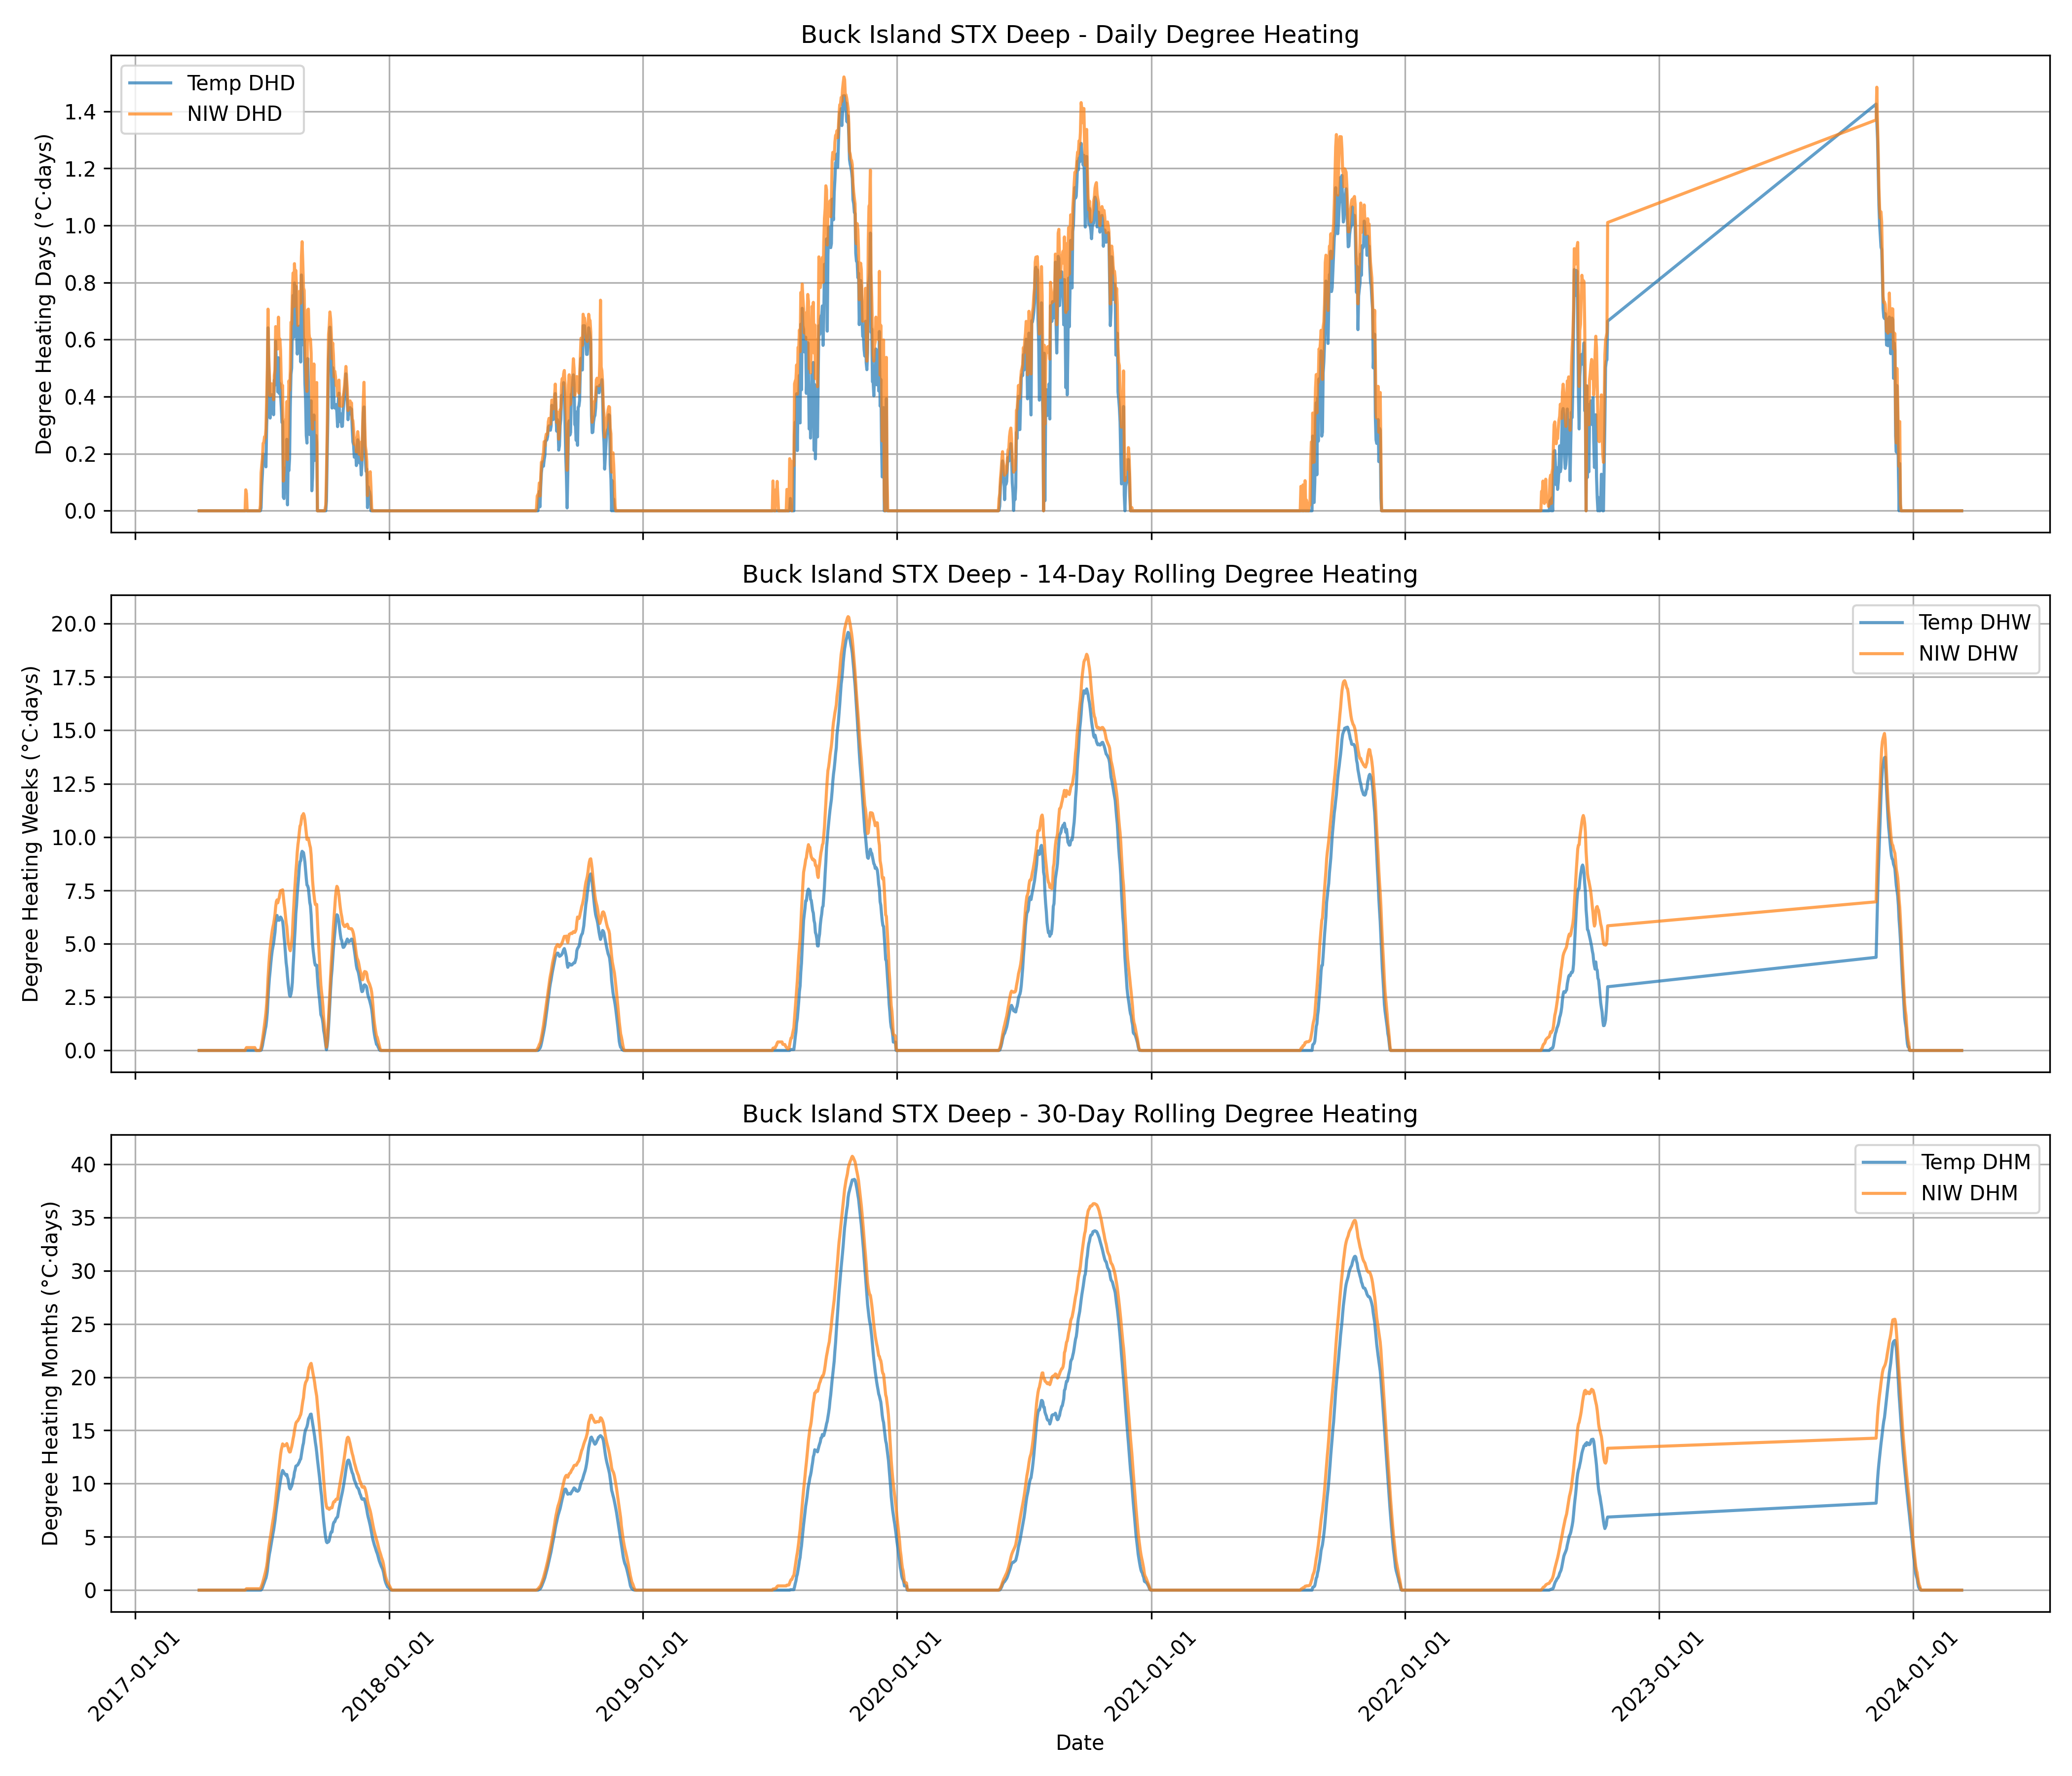 Buck Island STX Deep - Daily Degree Heating
Degree Heating Days (°C·days)
1.4
1.2
1.0
0.8
0.6
0.4
0.2
0.0
Temp DHD
NIW DHD
Buck Island STX Deep - 14-Day Rolling Degree Heating
Degree Heating Weeks (°C·days)
20.0
17.5
15.0
12.5
10.0
7.5
5.0
2.5
0.0
Temp DHW
NIW DHW
Buck Island STX Deep - 30-Day Rolling Degree Heating
Degree Heating Months (°C·days)
40
35
30
25
20
15
10
5
0
Temp DHM
NIW DHM
2017-01-01
2018-01-01
2019-01-01
2020-01-01
2021-01-01
2022-01-01
2023-01-01
2024-01-01
Date